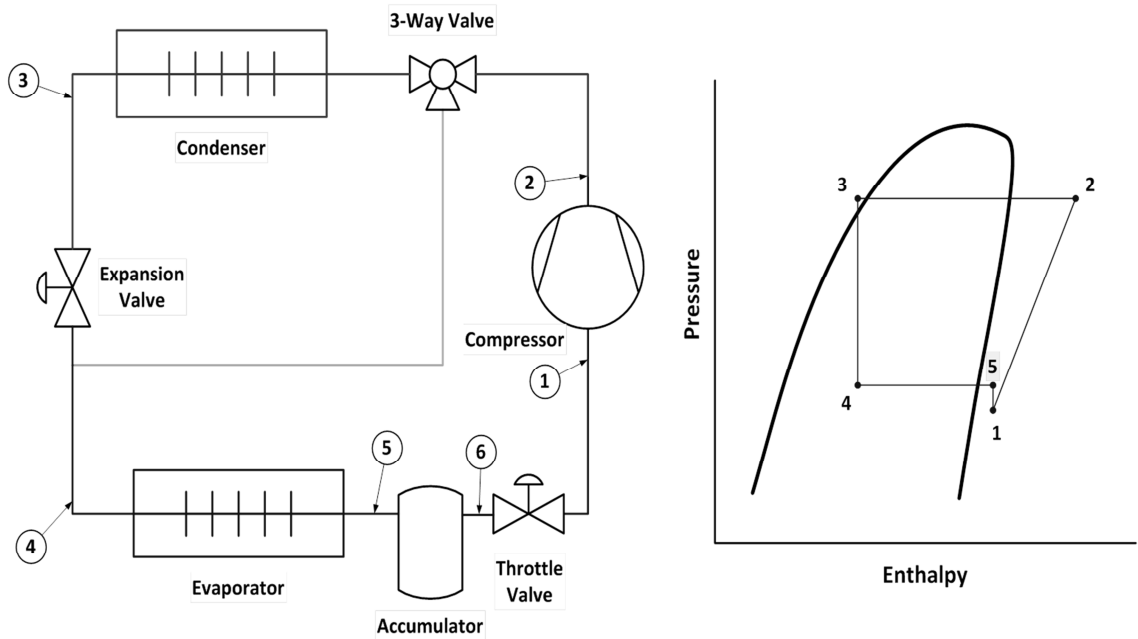 3-Way Valve
3
Condenser
2
Expansion
Valve
Compressor
1
5
6
4
Evaporator
Throttle
Valve
Accumulator
Pressure
3
2
5
4
1
Enthalpy